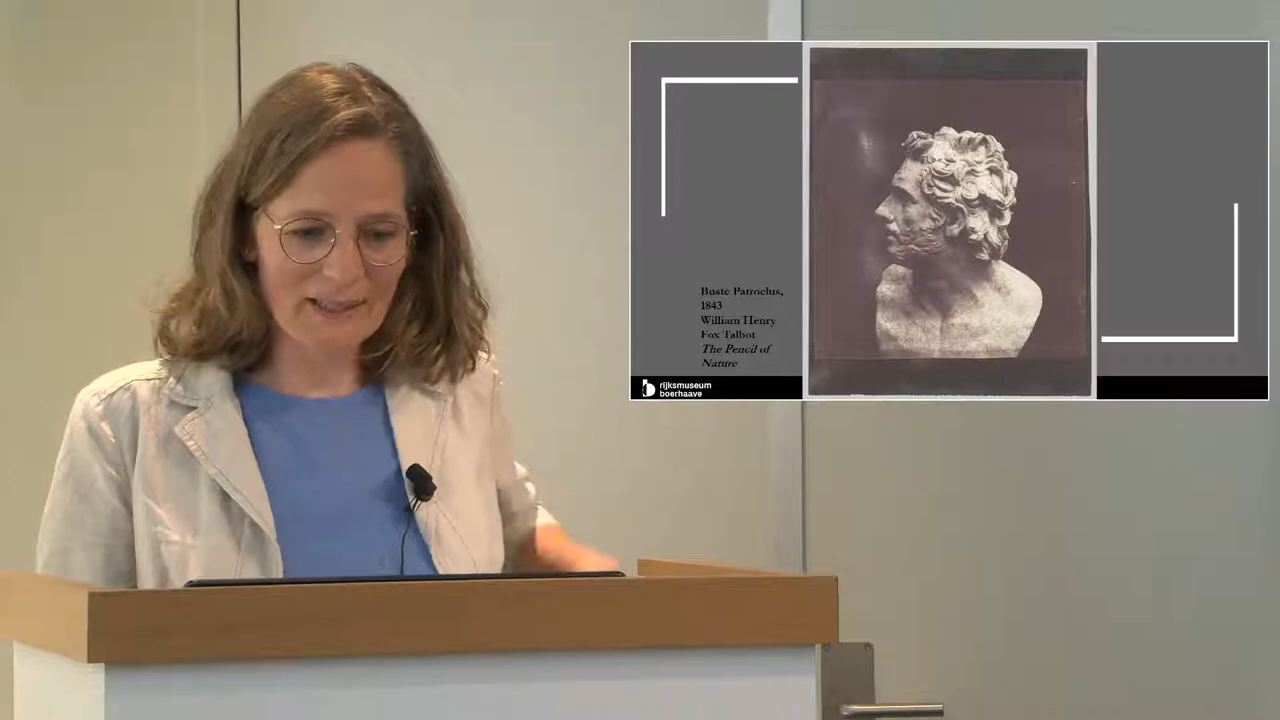 Buste Patroclus,
1843
William Henry
Fox Talbot
The Pencil of
Nature
rijksmuseum
boerhaave